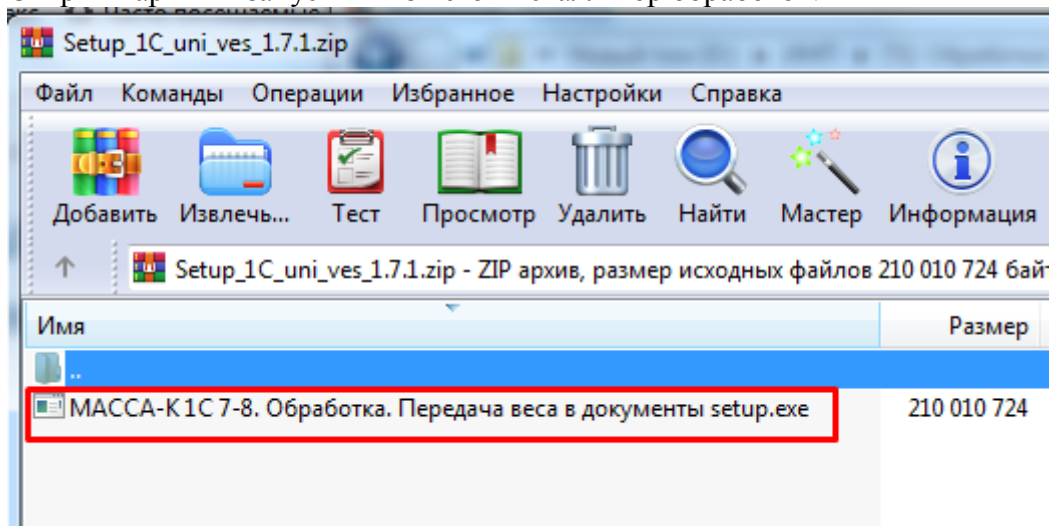 Setup_1C_uni_ves_1.7.1.zip
Файл Команды Операции Избранное Настройки Справка
Добавить Извлечь... Тест Просмотр Удалить Найти Мастер Информация
Setup_1C_uni_ves_1.7.1.zip - ZIP архив, размер исходных файлов 210 010 724 байт
Имя Размер
..
МАССА-К 1С 7-8. Обработка. Передача веса в документы setup.exe 210 010 724